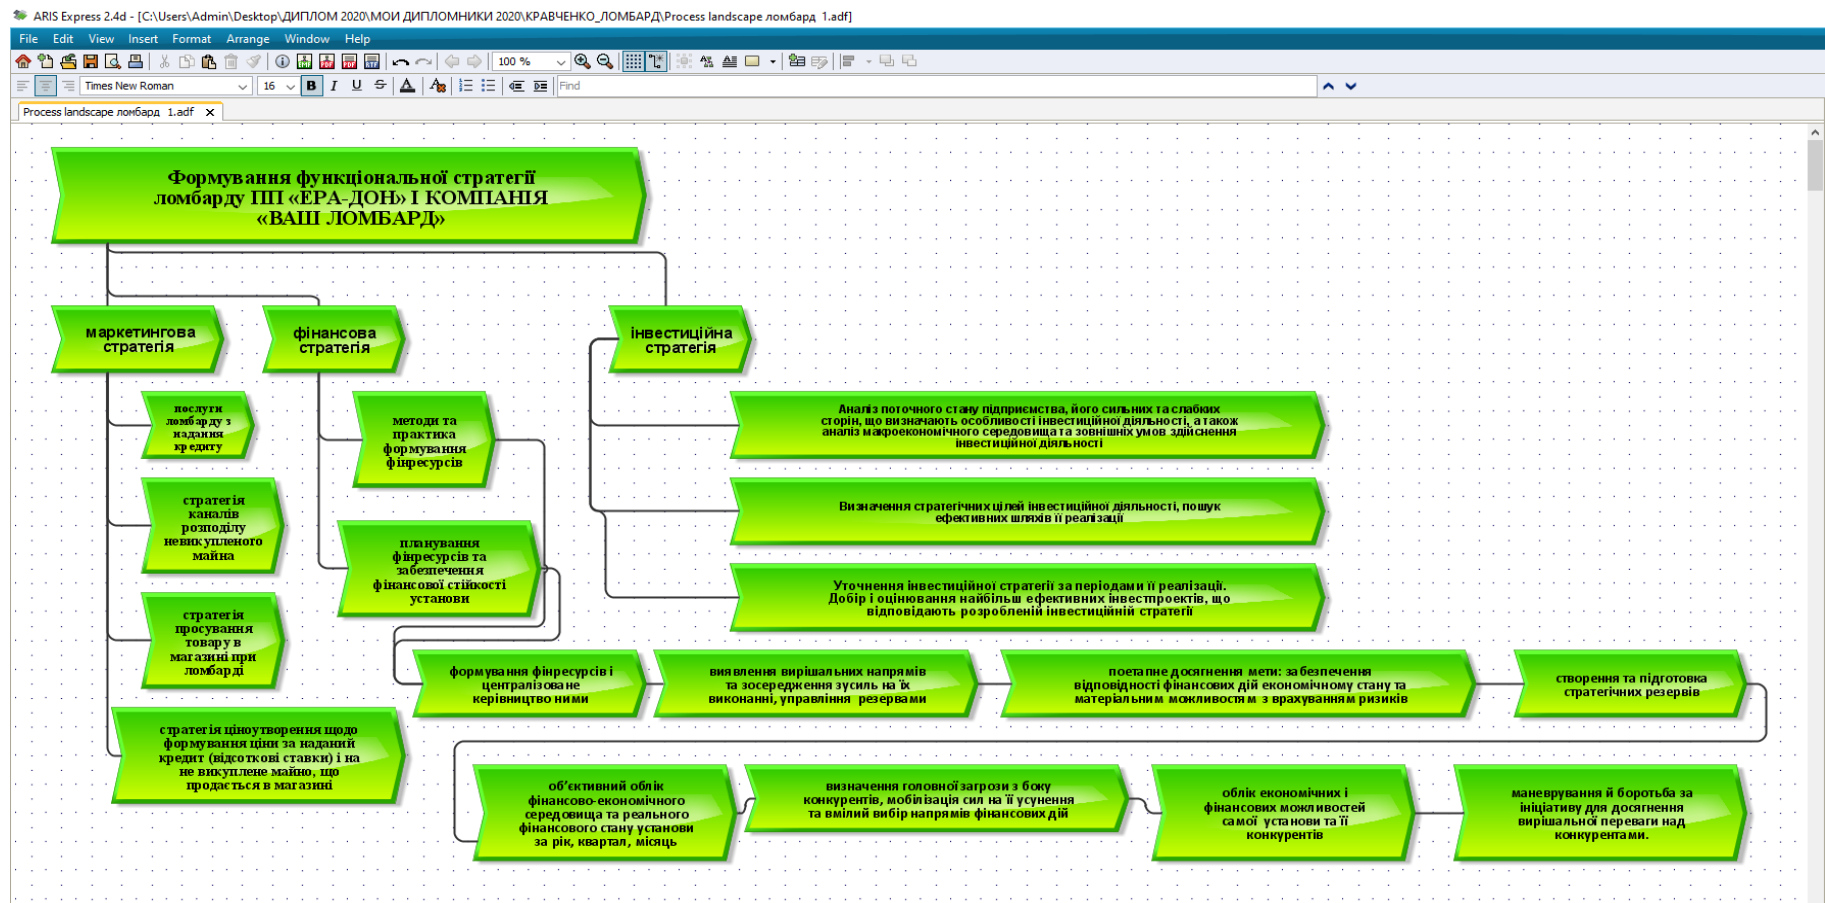 ARIS Express 2.4d - [C:\Users\Admin\Desktop\ДИПЛОМ 2020\МОИ ДИПЛОМНИКИ 2020\КРАВЧЕНКО_ЛОМБАРД\Process landscape ломбард 1.adf]
File Edit View Insert Format Arrange Window Help
100 %
Times New Roman 16 B I U S A Find
Process landscape ломбард 1.adf
Формування функціональної стратегії
ломбарду ПП «ЕРА-ДОН» І КОМПАНІЯ
«ВАШ ЛОМБАРД»
маркетингова
стратегія
фінансова
стратегія
інвестиційна
стратегія
послуги
ломбарду з
надання
кредиту
стратегія
каналів
розподілу
невикупленого
майна
стратегія
просування
товару в
магазині при
ломбарді
стратегія ціноутворення щодо
формування ціни за наданий
кредит (відсоткові ставки) і на
не викуплене майно, що
продається в магазині
методи та
практика
формування
фінресурсів
планування
фінресурсів та
забезпечення
фінансової стійкості
установи
Аналіз поточного стану підприємства, його сильних та слабких
сторін, що визначають особливості інвестиційної діяльності, а також
аналіз макроекономічного середовища та зовнішніх умов здійснення
інвестиційної діяльності
Визначення стратегічних цілей інвестиційної діяльності, пошук
ефективних шляхів її реалізації
Уточнення інвестиційної стратегії за періодами її реалізації.
Добір і оцінювання найбільш ефективних інвестпроектів, що
відповідають розробленій інвестиційній стратегії
формування фінресурсів і
централізоване
керівництво ними
виявлення вирішальних напрямів
та зосередження зусиль на їх
виконанні, управління резервами
поетапне досягнення мети: забезпечення
відповідності фінансових дій економічному стану та
матеріальним можливостям з врахуванням ризиків
створення та підготовка
стратегічних резервів
об’єктивний облік
фінансово-економічного
середовища та реального
фінансового стану установи
за рік, квартал, місяць
визначення головної загрози з боку
конкурентів, мобілізація сил на її усунення
та вмілий вибір напрямів фінансових дій
облік економічних і
фінансових можливостей
самої установи та її
конкурентів
маневрування й боротьба за
ініціативу для досягнення
вирішальної переваги над
конкурентами.